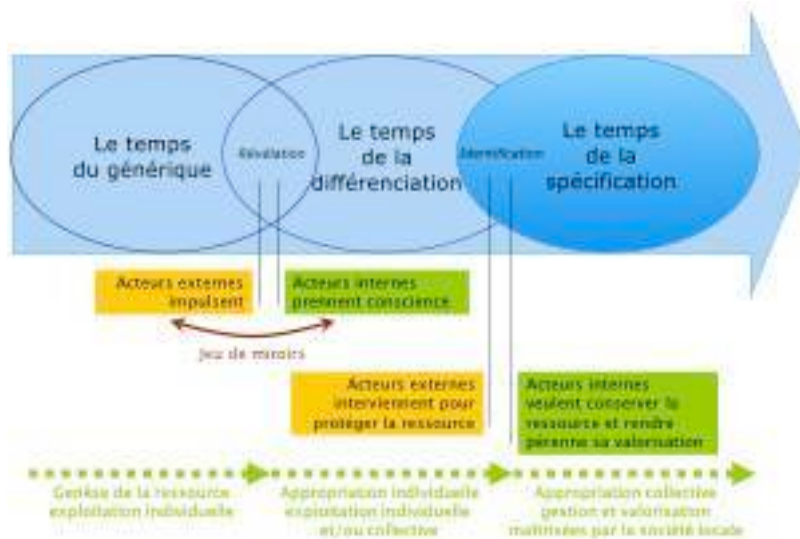 Le temps
du générique
Révélation
Le temps
de la
différenciation
Identification
Le temps
de la
spécification
Acteurs externes
impulsent
Acteurs internes
prennent conscience
Jeu de miroirs
Acteurs externes
interviennent pour
protéger la ressource
Acteurs internes
veulent conserver la
ressource et rendre
pérenne sa valorisation
Genèse de la ressource
exploitation individuelle
Appropriation individuelle
exploitation individuelle
et/ou collective
Appropriation collective
gestion et valorisation
maîtrisées par la société locale